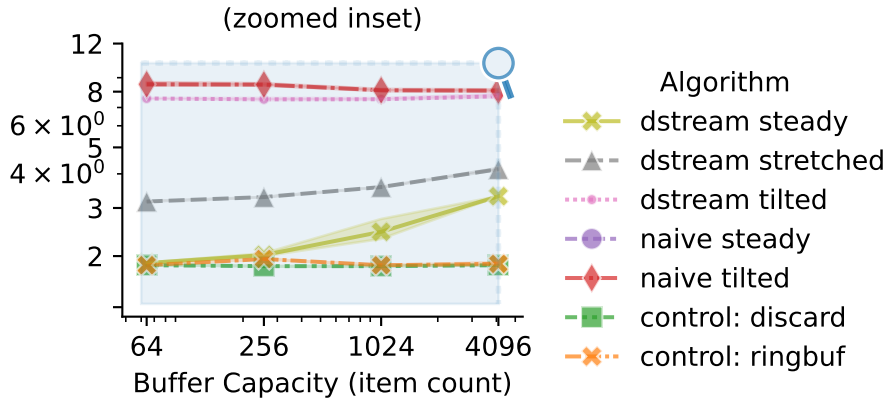 (zoomed inset)
12
8
6 × 10⁰
5
4 × 10⁰
3
2
64 256 1024 4096
Buffer Capacity (item count)
Algorithm
dstream steady
dstream stretched
dstream tilted
naive steady
naive tilted
control: discard
control: ringbuf